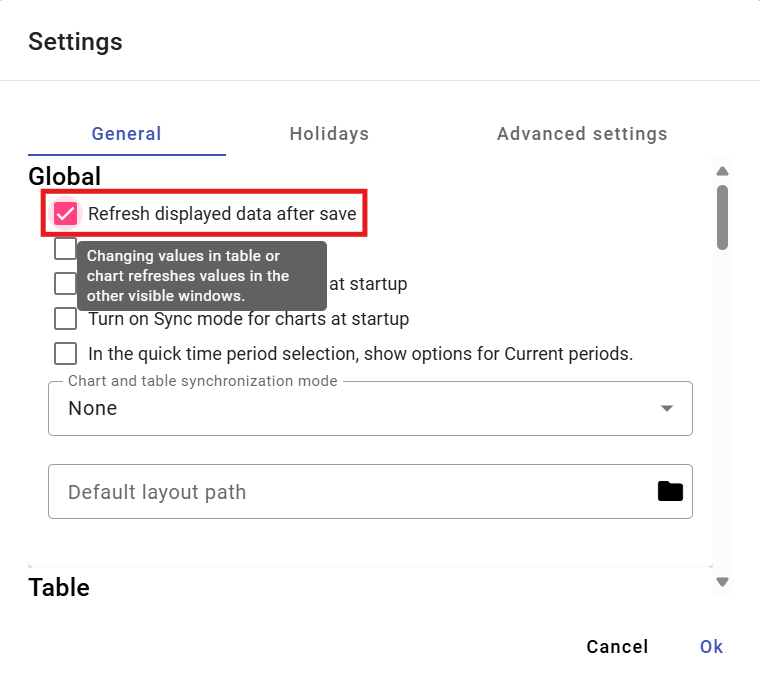 Settings
General Holidays Advanced settings
Global
Refresh displayed data after save
Changing values in table or
chart refreshes values in the
other visible windows.
at startup
Turn on Sync mode for charts at startup
In the quick time period selection, show options for Current periods.
Chart and table synchronization mode
None
Default layout path
Table
Cancel Ok